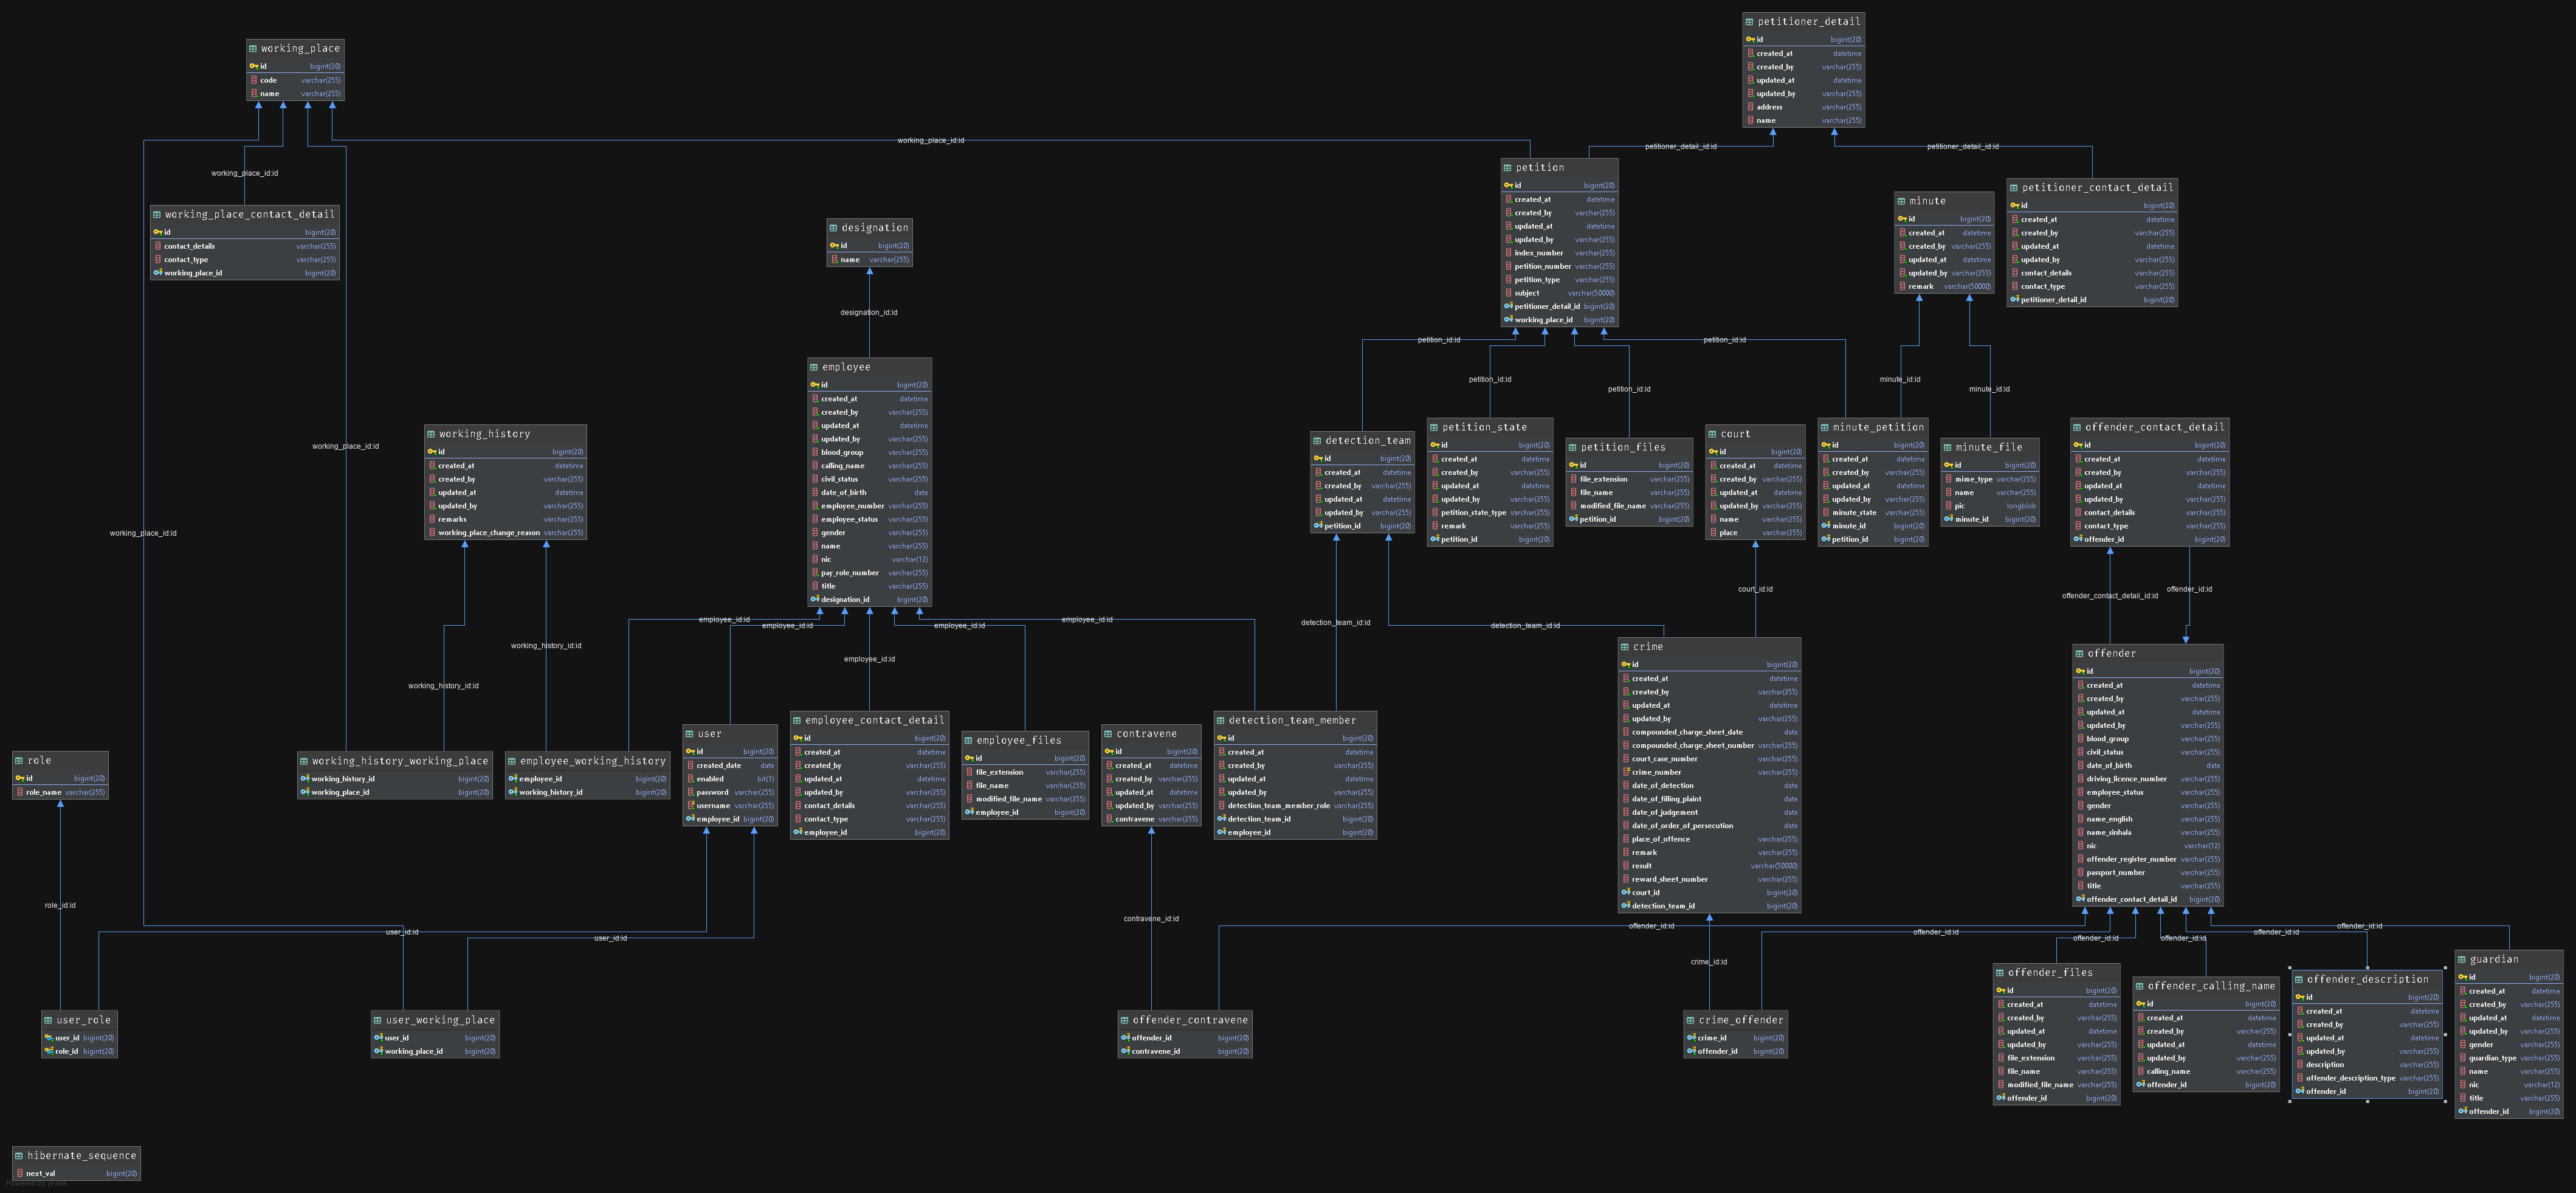 petitioner_detail
id bigint(20)
created_at datetime
created_by varchar(255)
updated_at datetime
updated_by varchar(255)
address varchar(255)
name varchar(255)
working_place
id bigint(20)
code varchar(255)
name varchar(255)
working_place_id:id
petitioner_detail_id:id
petitioner_detail_id:id
working_place_id:id
petition
id bigint(20)
created_at datetime
created_by varchar(255)
updated_at datetime
updated_by varchar(255)
index_number varchar(255)
petition_number varchar(255)
petition_type varchar(255)
subject varchar(50000)
petitioner_detail_id bigint(20)
working_place_id bigint(20)
petitioner_contact_detail
id bigint(20)
created_at datetime
created_by varchar(255)
updated_at datetime
updated_by varchar(255)
contact_details varchar(255)
contact_type varchar(255)
petitioner_detail_id bigint(20)
minute
id bigint(20)
created_at datetime
created_by varchar(255)
updated_at datetime
updated_by varchar(255)
remark varchar(50000)
working_place_contact_detail
id bigint(20)
contact_details varchar(255)
contact_type varchar(255)
working_place_id bigint(20)
designation
id bigint(20)
name varchar(255)
designation_id:id
petition_id:id
petition_id:id
petition_id:id
petition_id:id
minute_id:id
minute_id:id
employee
id bigint(20)
created_at datetime
created_by varchar(255)
updated_at datetime
updated_by varchar(255)
blood_group varchar(255)
calling_name varchar(255)
civil_status varchar(255)
date_of_birth date
employee_number varchar(255)
employee_status varchar(255)
gender varchar(255)
name varchar(255)
nic varchar(12)
pay_role_number varchar(255)
title varchar(255)
designation_id bigint(20)
working_history
id bigint(20)
created_at datetime
created_by varchar(255)
updated_at datetime
updated_by varchar(255)
remarks varchar(255)
working_place_change_reason varchar(255)
working_place_id:id
working_place_id:id
detection_team
id bigint(20)
created_at datetime
created_by varchar(255)
updated_at datetime
updated_by varchar(255)
petition_id bigint(20)
petition_state
id bigint(20)
created_at datetime
created_by varchar(255)
updated_at datetime
updated_by varchar(255)
petition_state_type varchar(255)
remark varchar(255)
petition_id bigint(20)
petition_files
id bigint(20)
file_extension varchar(255)
file_name varchar(255)
modified_file_name varchar(255)
petition_id bigint(20)
court
id bigint(20)
created_at datetime
created_by varchar(255)
updated_at datetime
updated_by varchar(255)
name varchar(255)
place varchar(255)
minute_petition
id bigint(20)
created_at datetime
created_by varchar(255)
updated_at datetime
updated_by varchar(255)
minute_state varchar(255)
minute_id bigint(20)
petition_id bigint(20)
minute_file
id bigint(20)
mime_type varchar(255)
name varchar(255)
pic longblob
minute_id bigint(20)
offender_contact_detail
id bigint(20)
created_at datetime
created_by varchar(255)
updated_at datetime
updated_by varchar(255)
contact_details varchar(255)
contact_type varchar(255)
offender_id bigint(20)
court_id:id
offender_contact_detail_id:id
offender_id:id
employee_id:id
employee_id:id
employee_id:id
employee_id:id
employee_id:id
detection_team_id:id
detection_team_id:id
working_history_id:id
working_history_id:id
crime
id bigint(20)
created_at datetime
created_by varchar(255)
updated_at datetime
updated_by varchar(255)
compounded_charge_sheet_date date
compounded_charge_sheet_number varchar(255)
court_case_number varchar(255)
crime_number varchar(255)
date_of_detection date
date_of_filling_plaint date
date_of_judgement date
date_of_order_of_persecution date
place_of_offence varchar(255)
remark varchar(255)
result varchar(50000)
reward_sheet_number varchar(255)
court_id bigint(20)
detection_team_id bigint(20)
offender
id bigint(20)
created_at datetime
created_by varchar(255)
updated_at datetime
updated_by varchar(255)
blood_group varchar(255)
civil_status varchar(255)
date_of_birth date
driving_licence_number varchar(255)
employee_status varchar(255)
gender varchar(255)
name_english varchar(255)
name_sinhala varchar(255)
nic varchar(12)
offender_register_number varchar(255)
passport_number varchar(255)
title varchar(255)
offender_contact_detail_id bigint(20)
role
id bigint(20)
role_name varchar(255)
working_history_working_place
working_history_id bigint(20)
working_place_id bigint(20)
employee_working_history
employee_id bigint(20)
working_history_id bigint(20)
user
id bigint(20)
created_date date
enabled bit(1)
password varchar(255)
username varchar(255)
employee_id bigint(20)
employee_contact_detail
id bigint(20)
created_at datetime
created_by varchar(255)
updated_at datetime
updated_by varchar(255)
contact_details varchar(255)
contact_type varchar(255)
employee_id bigint(20)
employee_files
id bigint(20)
file_extension varchar(255)
file_name varchar(255)
modified_file_name varchar(255)
employee_id bigint(20)
contravene
id bigint(20)
created_at datetime
created_by varchar(255)
updated_at datetime
updated_by varchar(255)
contravene varchar(255)
detection_team_member
id bigint(20)
created_at datetime
created_by varchar(255)
updated_at datetime
updated_by varchar(255)
detection_team_member_role varchar(255)
detection_team_id bigint(20)
employee_id bigint(20)
role_id:id
user_id:id
user_id:id
contravene_id:id
offender_id:id
crime_id:id
offender_id:id
offender_id:id
offender_id:id
offender_id:id
offender_id:id
user_role
user_id bigint(20)
role_id bigint(20)
user_working_place
user_id bigint(20)
working_place_id bigint(20)
offender_contravene
offender_id bigint(20)
contravene_id bigint(20)
crime_offender
crime_id bigint(20)
offender_id bigint(20)
offender_files
id bigint(20)
created_at datetime
created_by varchar(255)
updated_at datetime
updated_by varchar(255)
file_extension varchar(255)
file_name varchar(255)
modified_file_name varchar(255)
offender_id bigint(20)
offender_calling_name
id bigint(20)
created_at datetime
created_by varchar(255)
updated_at datetime
updated_by varchar(255)
calling_name varchar(255)
offender_id bigint(20)
offender_description
id bigint(20)
created_at datetime
created_by varchar(255)
updated_at datetime
updated_by varchar(255)
description varchar(255)
offender_description_type varchar(255)
offender_id bigint(20)
guardian
id bigint(20)
created_at datetime
created_by varchar(255)
updated_at datetime
updated_by varchar(255)
gender varchar(255)
guardian_type varchar(255)
name varchar(255)
nic varchar(12)
title varchar(255)
offender_id bigint(20)
hibernate_sequence
next_val bigint(20)
Powered by yFiles